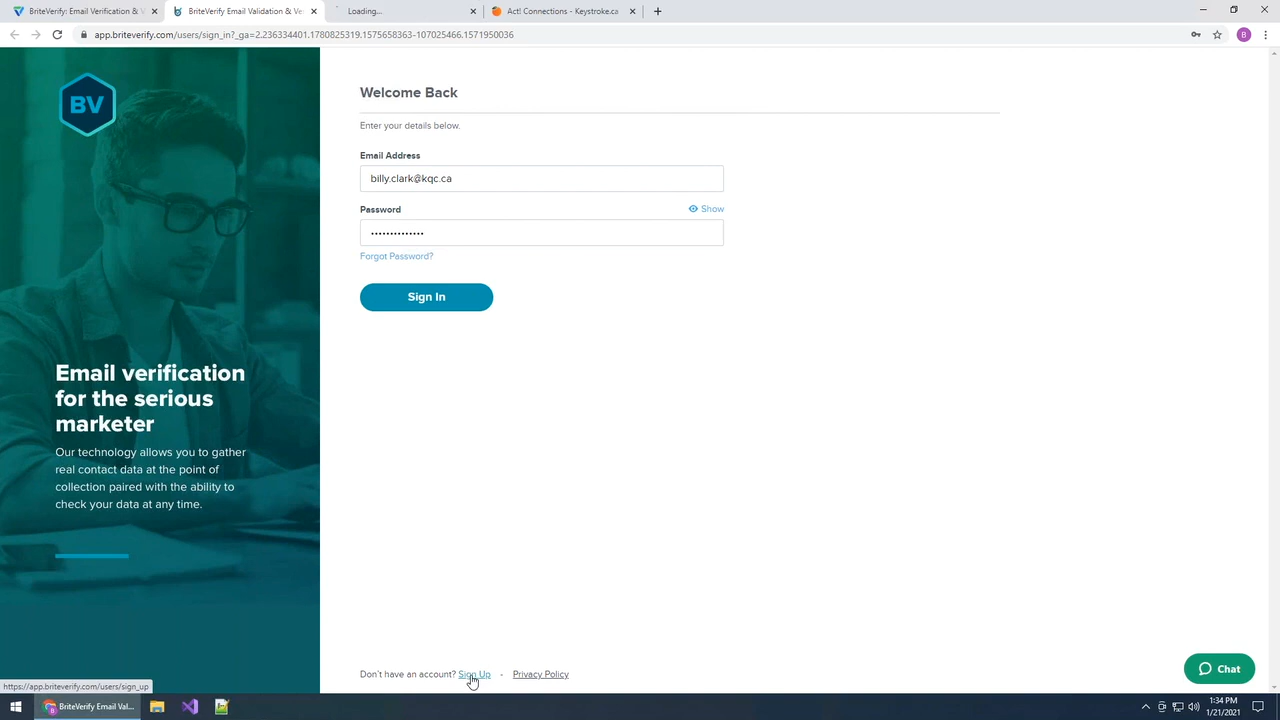 BriteVerify: Email Verification & V
BriteVerify Email Validation & Ve
Loading...
Act! Connections - Keystroke.ca
app.briteverify.com/users/sign_in?_ga=2.236334401.1780825319.1575658363-107025466.1571950036
B
BV
Email verification
for the serious
marketer
Our technology allows you to gather
real contact data at the point of
collection paired with the ability to
check your data at any time.
Welcome Back
Enter your details below.
Email Address
billy.clark@kqc.ca
Password
Show
Forgot Password?
Sign In
Don't have an account? Sign Up - Privacy Policy
Chat
https://app.briteverify.com/users/sign_up
BriteVerify Email Val...
1:34 PM
1/21/2021